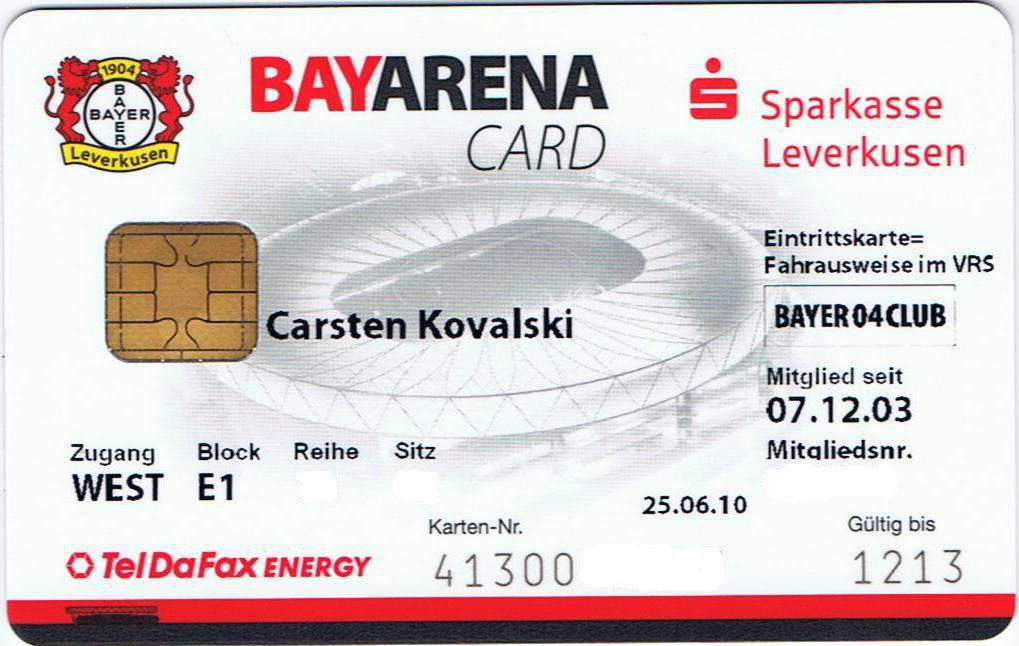 1904
BAYER
BAYER
Leverkusen
BAYARENA
CARD
Sparkasse
Leverkusen
Eintrittskarte=
Fahrausweise im VRS
BAYER 04 CLUB
Carsten Kovalski
Mitglied seit
07.12.03
Mitgliedsnr.
Zugang Block Reihe Sitz
WEST E1
25.06.10
Karten-Nr.
41300
Gültig bis
1213
TelDaFax ENERGY